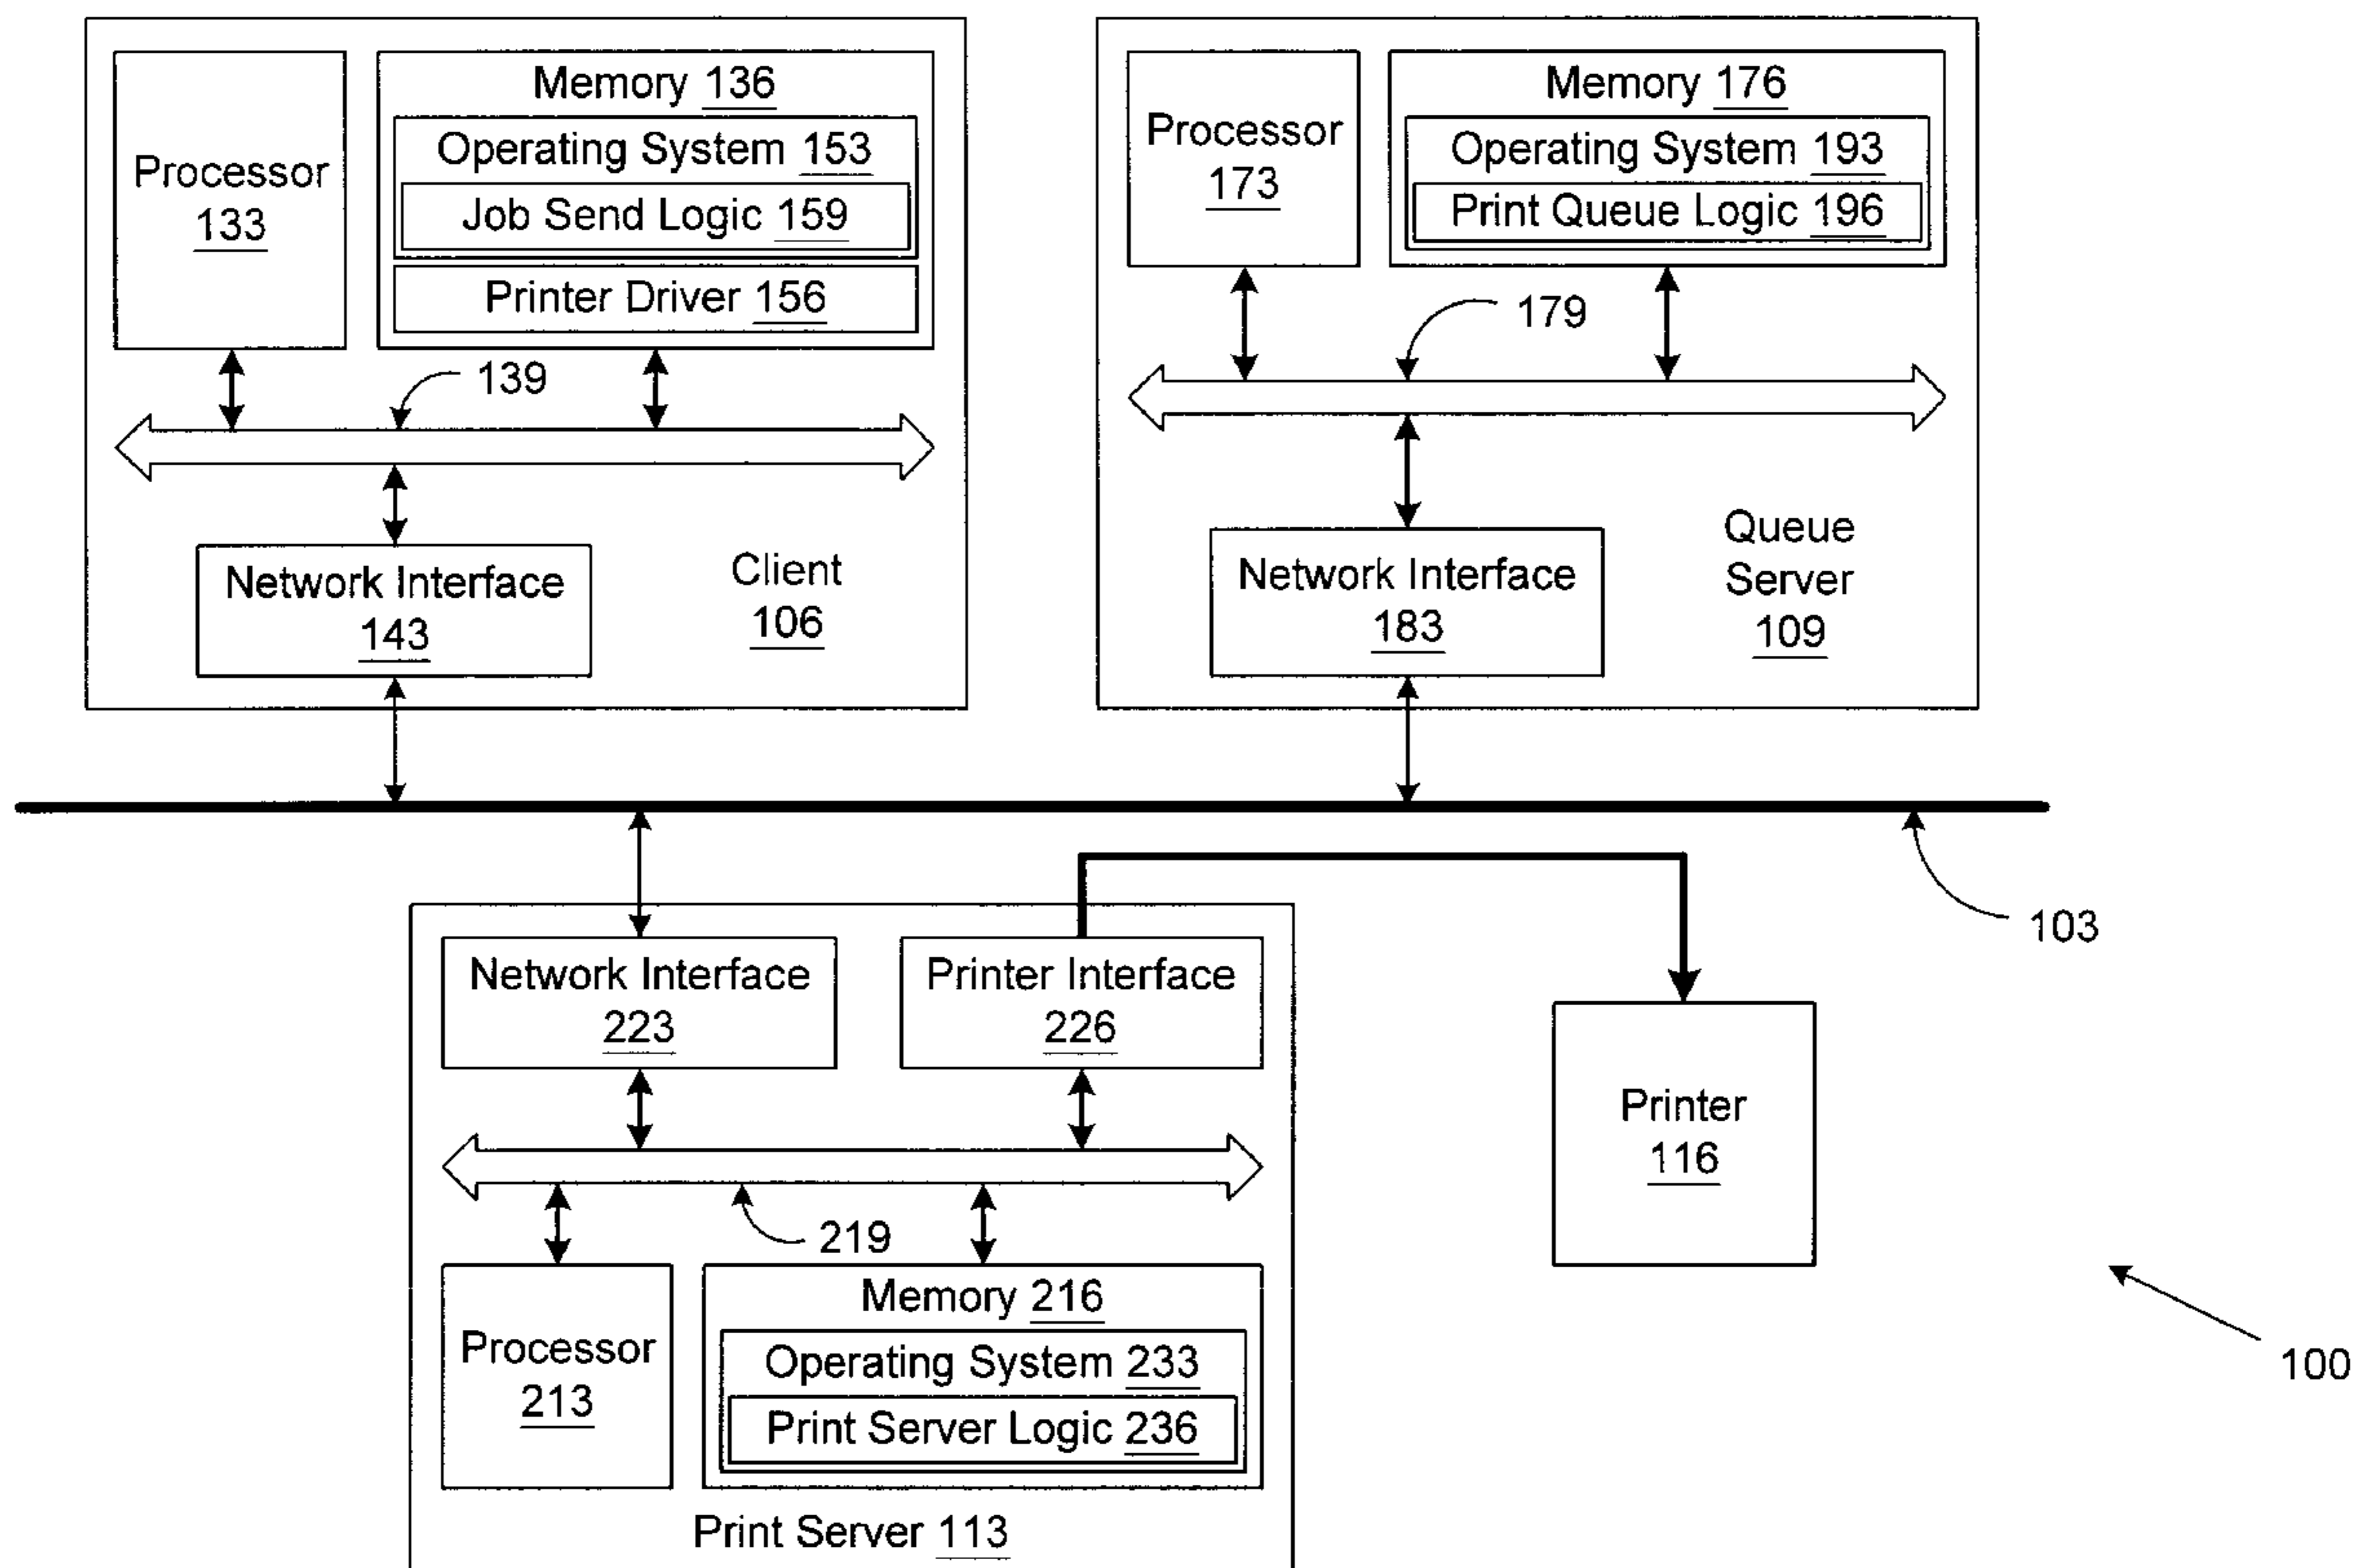 Processor
133
Memory 136
Operating System 153
Job Send Logic 159
Printer Driver 156
139
Network Interface
143
Client
106
Processor
173
Memory 176
Operating System 193
Print Queue Logic 196
179
Network Interface
183
Queue
Server
109
103
Network Interface
223
Printer Interface
226
219
Processor
213
Memory 216
Operating System 233
Print Server Logic 236
Print Server 113
Printer
116
100